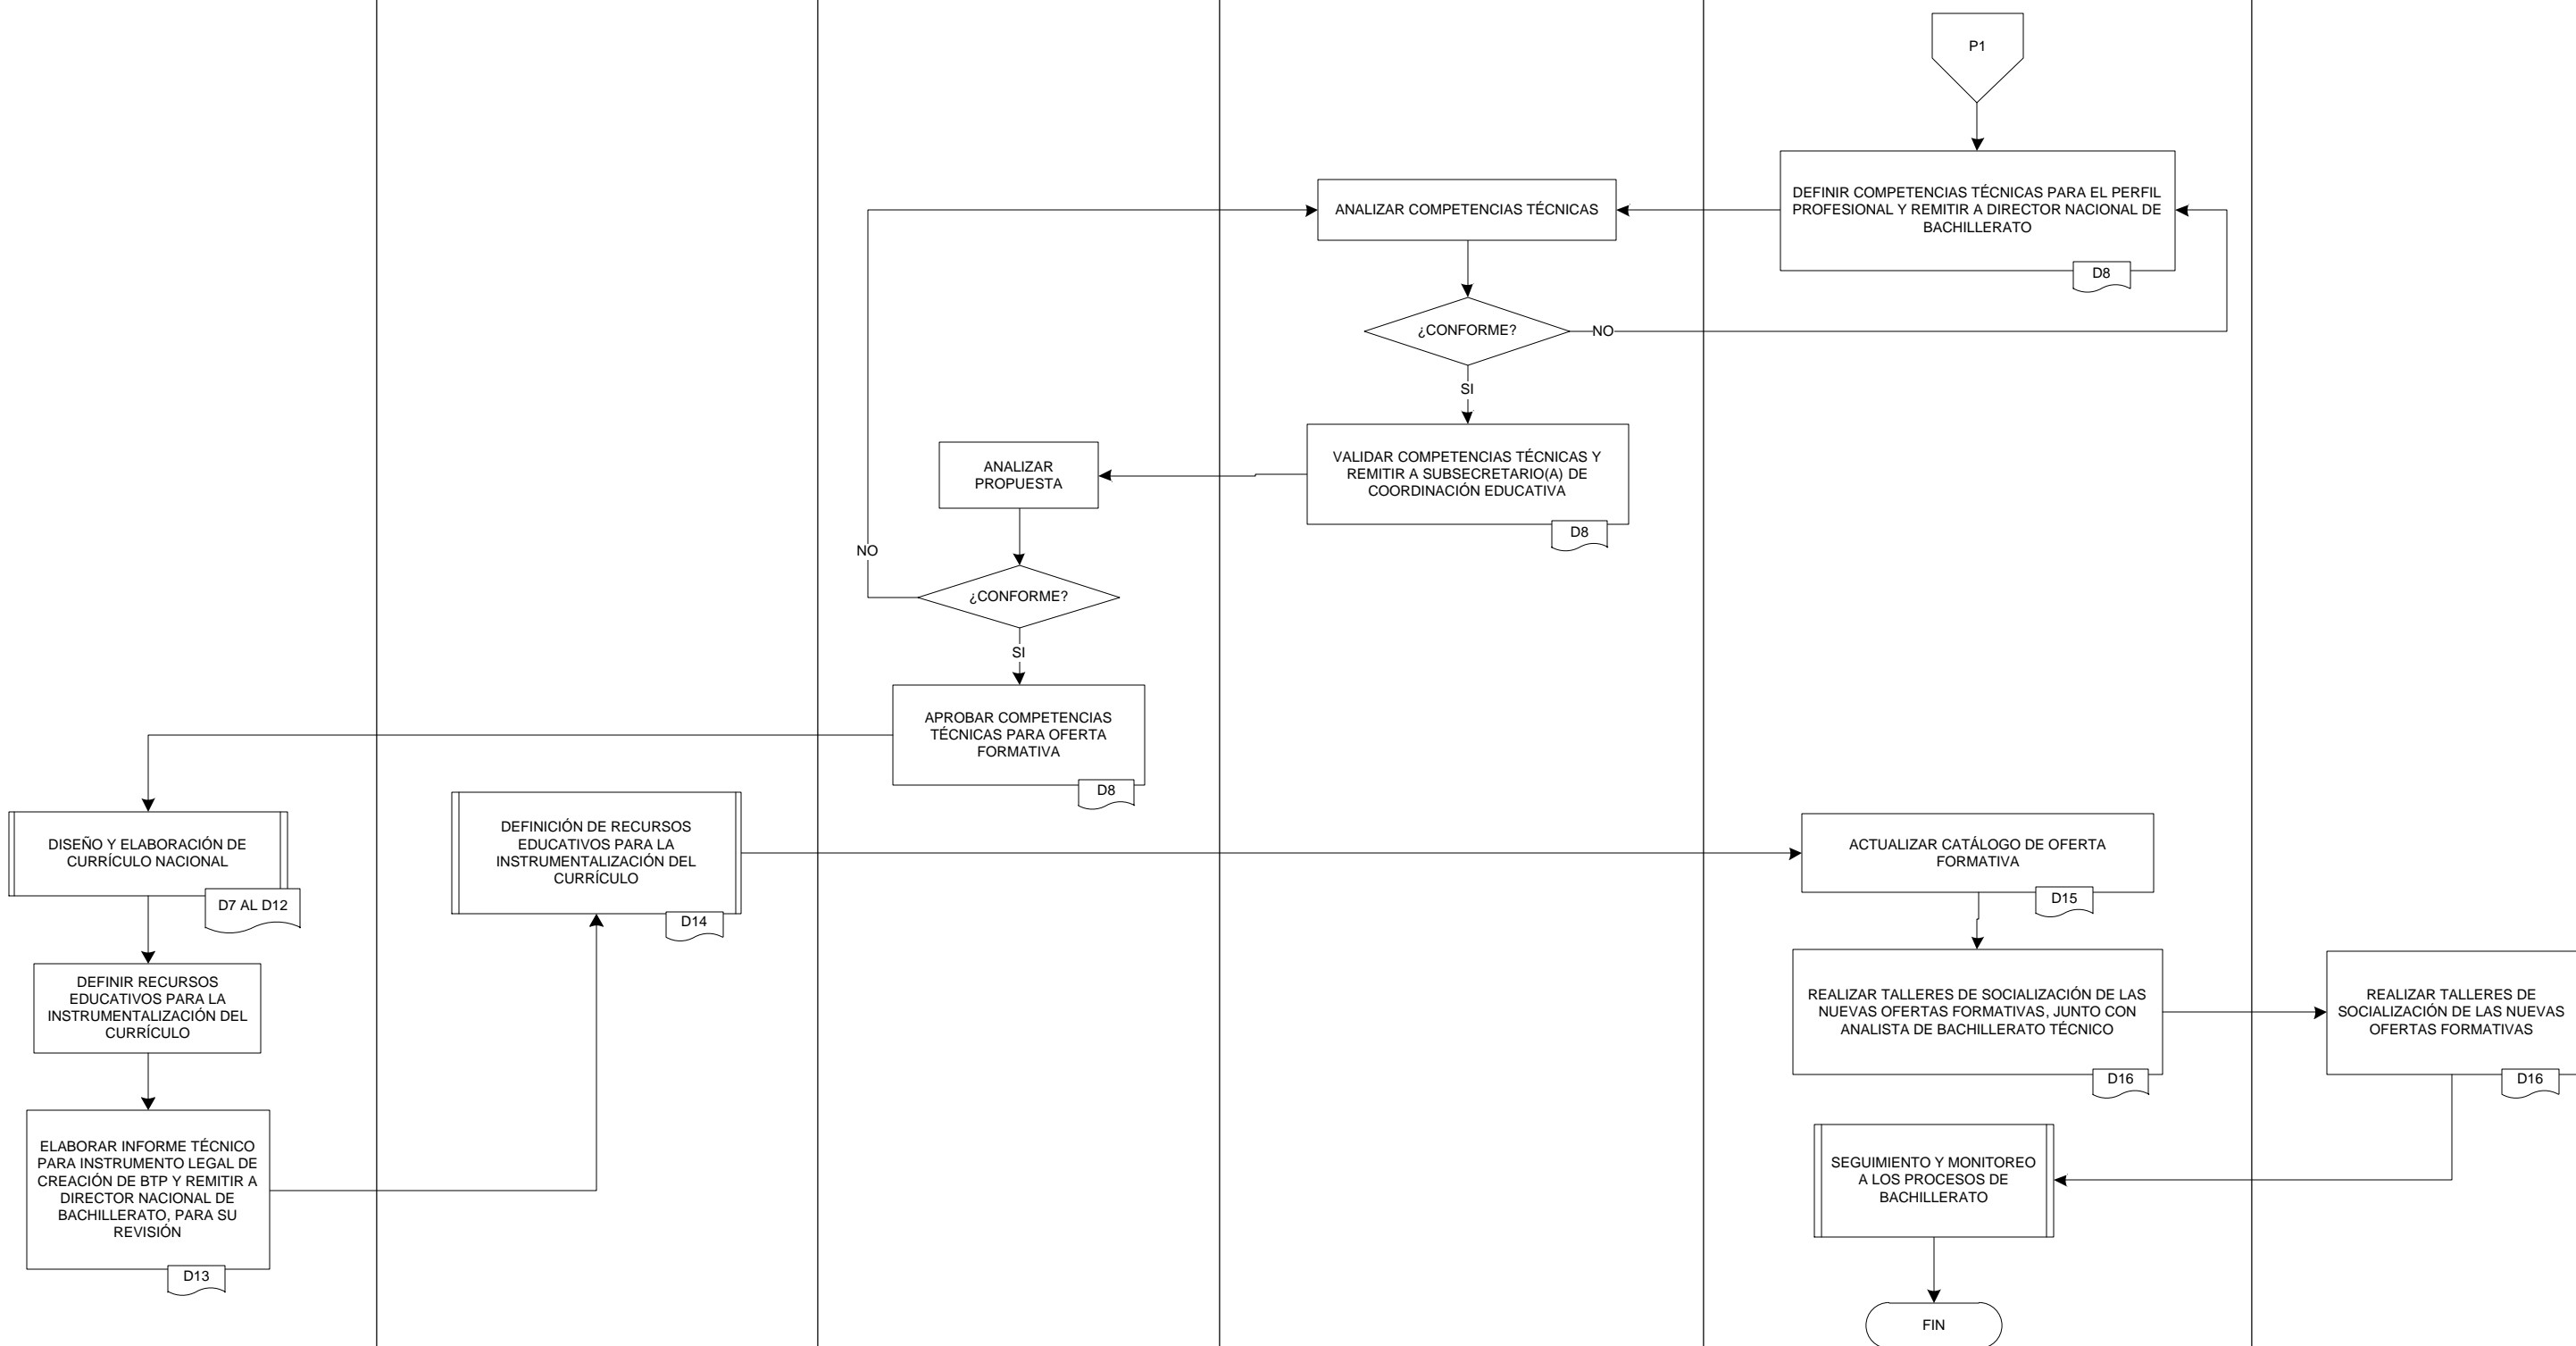 P1
DEFINIR COMPETENCIAS TÉCNICAS PARA EL PERFIL
PROFESIONAL Y REMITIR A DIRECTOR NACIONAL DE
BACHILLERATO
D8
ANALIZAR COMPETENCIAS TÉCNICAS
¿CONFORME?
NO
SI
VALIDAR COMPETENCIAS TÉCNICAS Y
REMITIR A SUBSECRETARIO(A) DE
COORDINACIÓN EDUCATIVA
D8
ANALIZAR
PROPUESTA
¿CONFORME?
NO
SI
APROBAR COMPETENCIAS
TÉCNICAS PARA OFERTA
FORMATIVA
D8
DISEÑO Y ELABORACIÓN DE
CURRÍCULO NACIONAL
D7 AL D12
DEFINIR RECURSOS
EDUCATIVOS PARA LA
INSTRUMENTALIZACIÓN DEL
CURRÍCULO
ELABORAR INFORME TÉCNICO
PARA INSTRUMENTO LEGAL DE
CREACIÓN DE BTP Y REMITIR A
DIRECTOR NACIONAL DE
BACHILLERATO, PARA SU
REVISIÓN
D13
DEFINICIÓN DE RECURSOS
EDUCATIVOS PARA LA
INSTRUMENTALIZACIÓN DEL
CURRÍCULO
D14
ACTUALIZAR CATÁLOGO DE OFERTA
FORMATIVA
D15
REALIZAR TALLERES DE SOCIALIZACIÓN DE LAS
NUEVAS OFERTAS FORMATIVAS, JUNTO CON
ANALISTA DE BACHILLERATO TÉCNICO
D16
REALIZAR TALLERES DE
SOCIALIZACIÓN DE LAS NUEVAS
OFERTAS FORMATIVAS
D16
SEGUIMIENTO Y MONITOREO
A LOS PROCESOS DE
BACHILLERATO
FIN